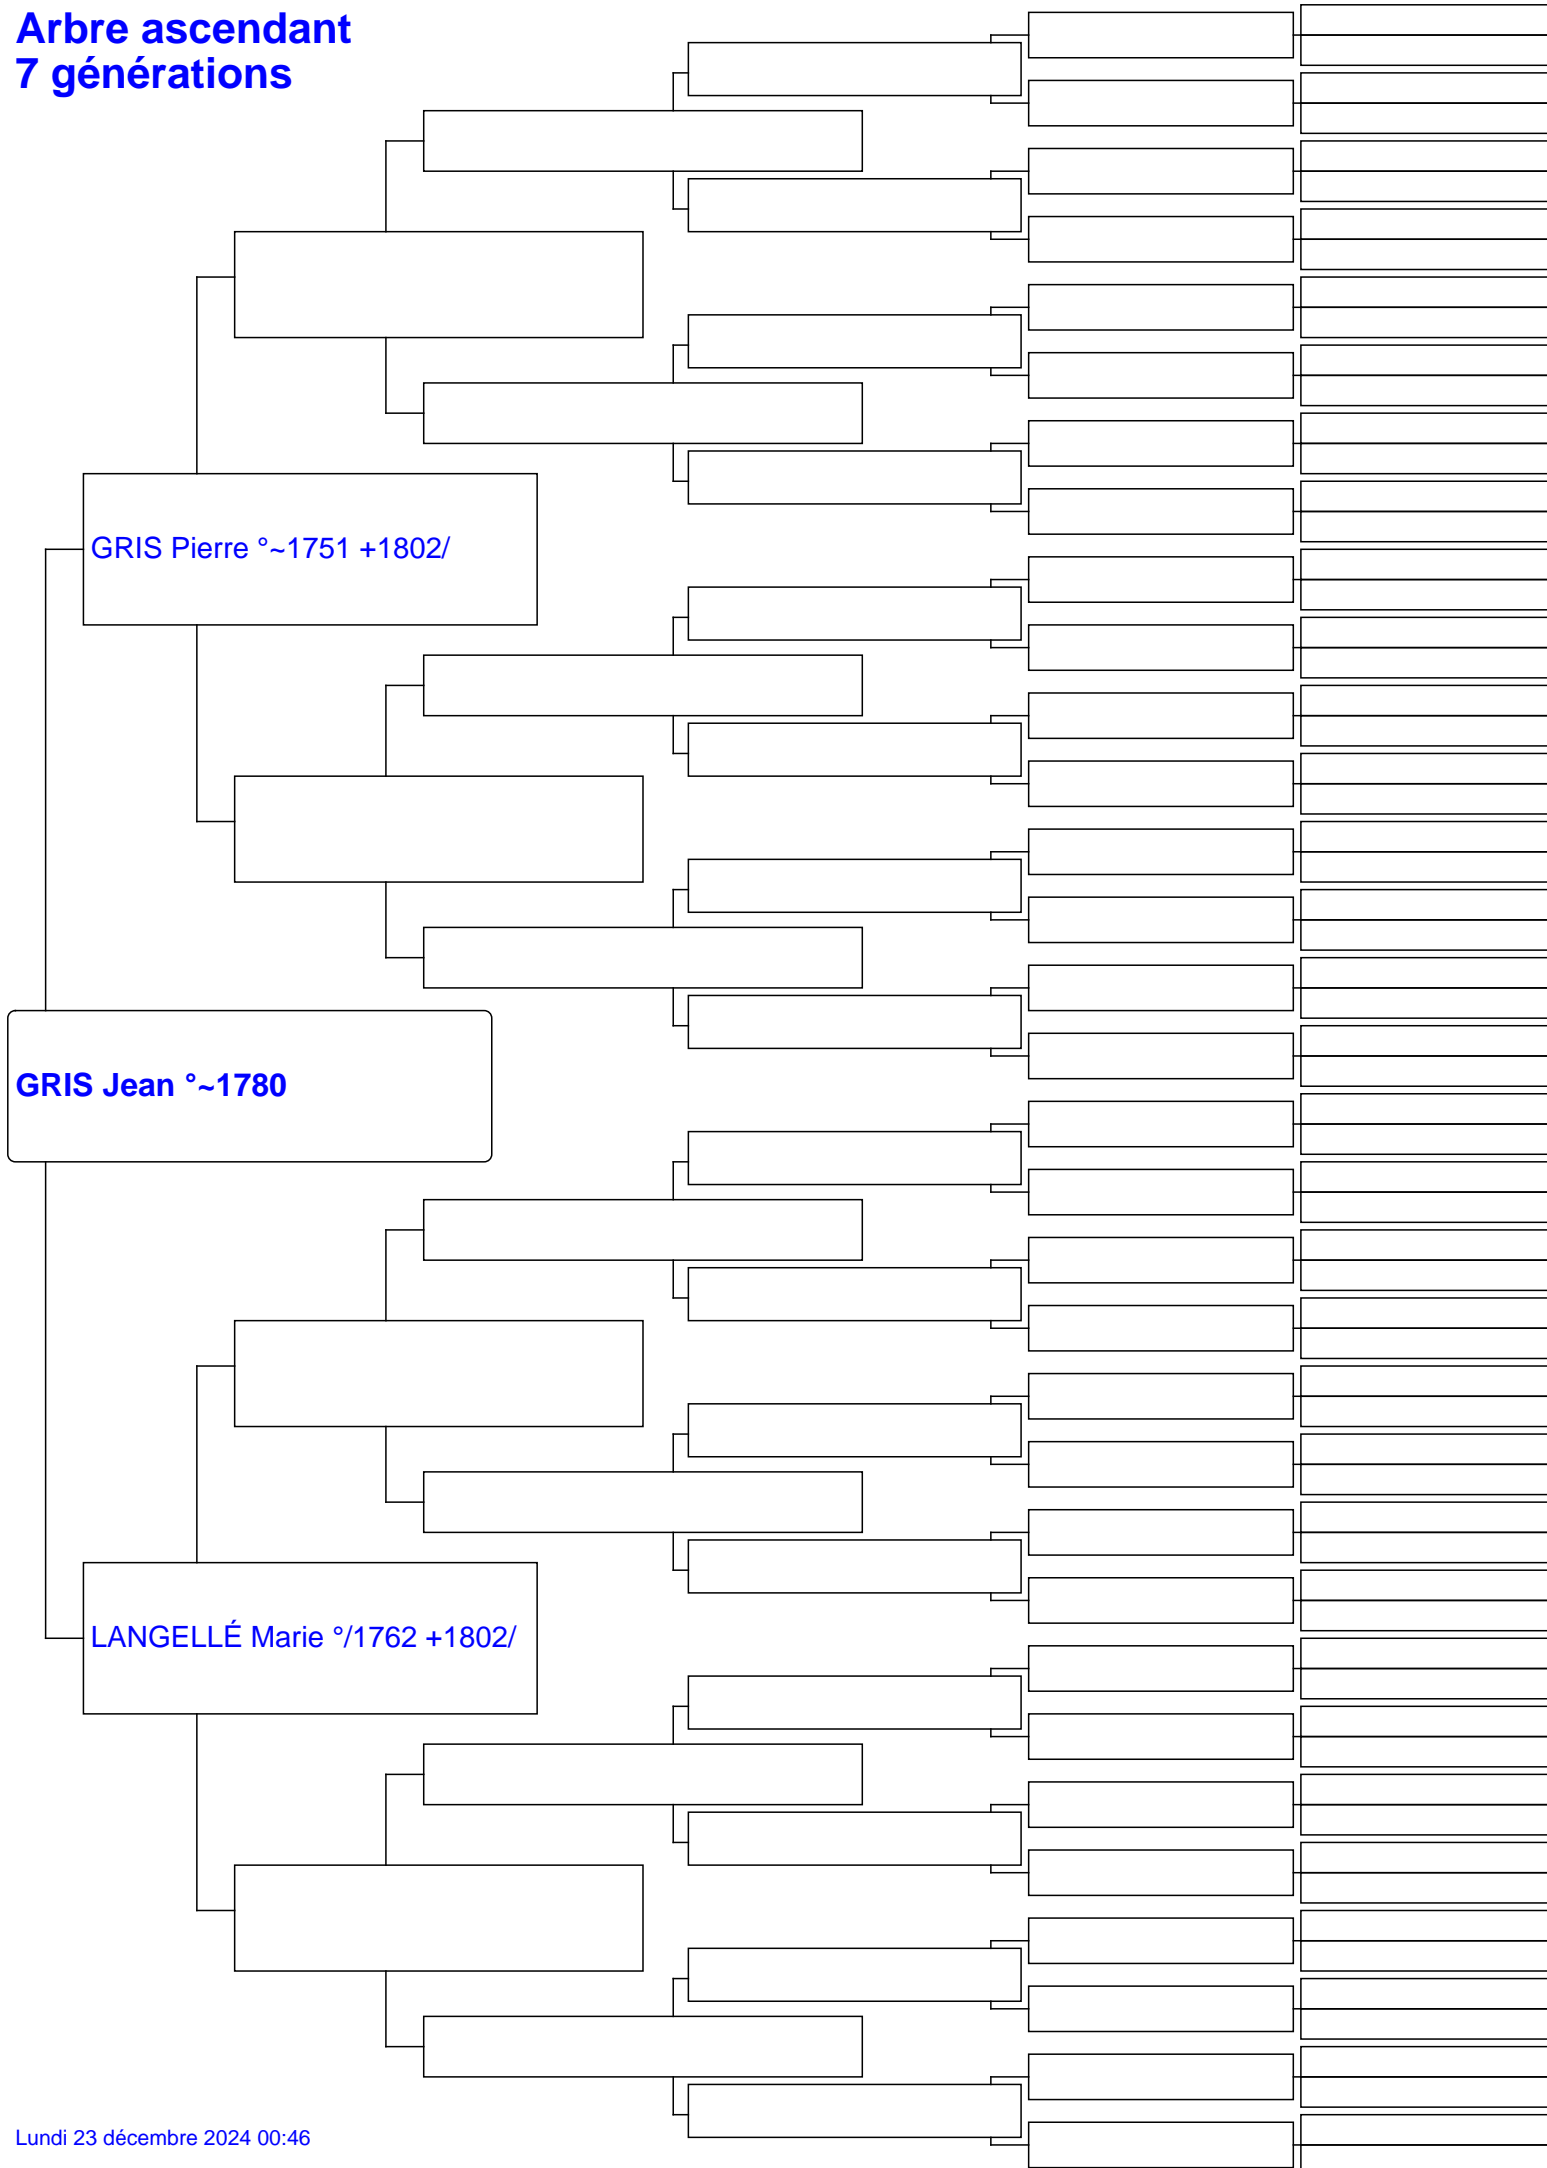 Arbre ascendant
7 générations
GRIS Pierre °~1751 +1802/
GRIS Jean °~1780
LANGELLÉ Marie °/1762 +1802/
Lundi 23 décembre 2024 00:46